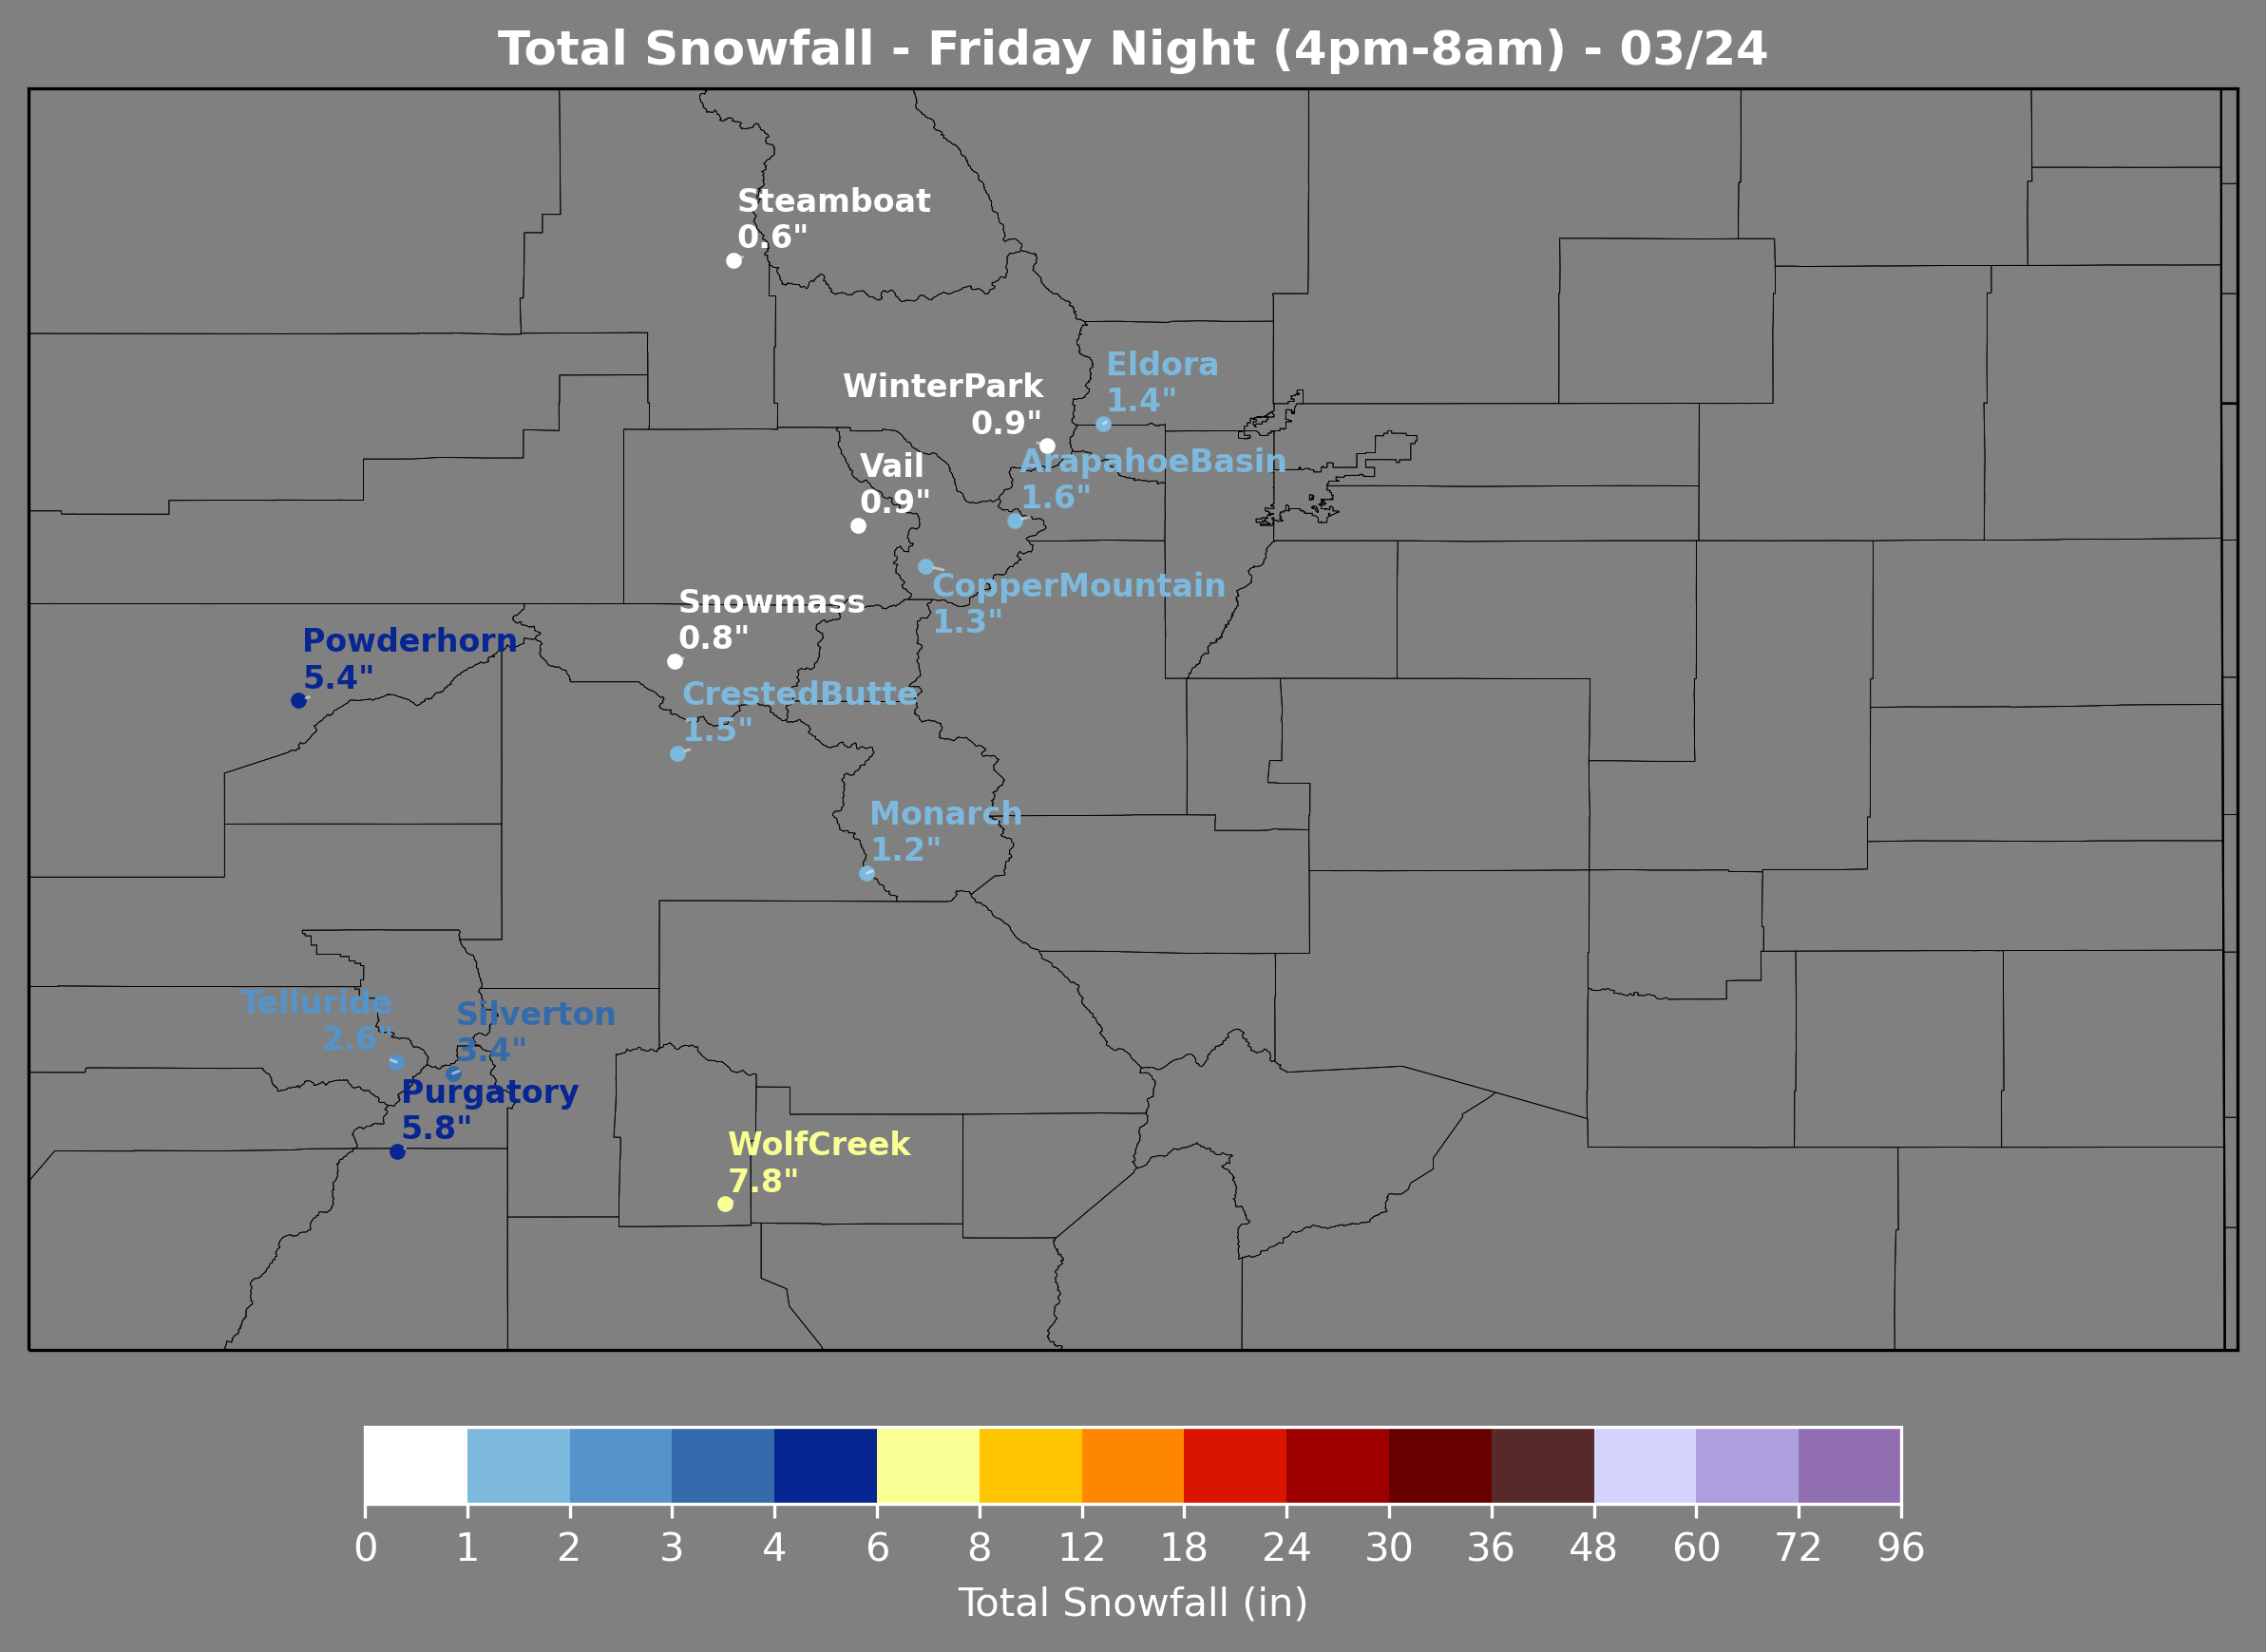 Total Snowfall - Friday Night (4pm-8am) - 03/24
Steamboat
0.6"
Eldora
1.4"
WinterPark
0.9"
ArapahoeBasin
1.6"
Vail
0.9"
CopperMountain
1.3"
Snowmass
0.8"
Powderhorn
5.4"
CrestedButte
1.5"
Monarch
1.2"
Telluride
2.6"
Silverton
3.4"
Purgatory
5.8"
WolfCreek
7.8"
0 1 2 3 4 6 8 12 18 24 30 36 48 60 72 96
Total Snowfall (in)